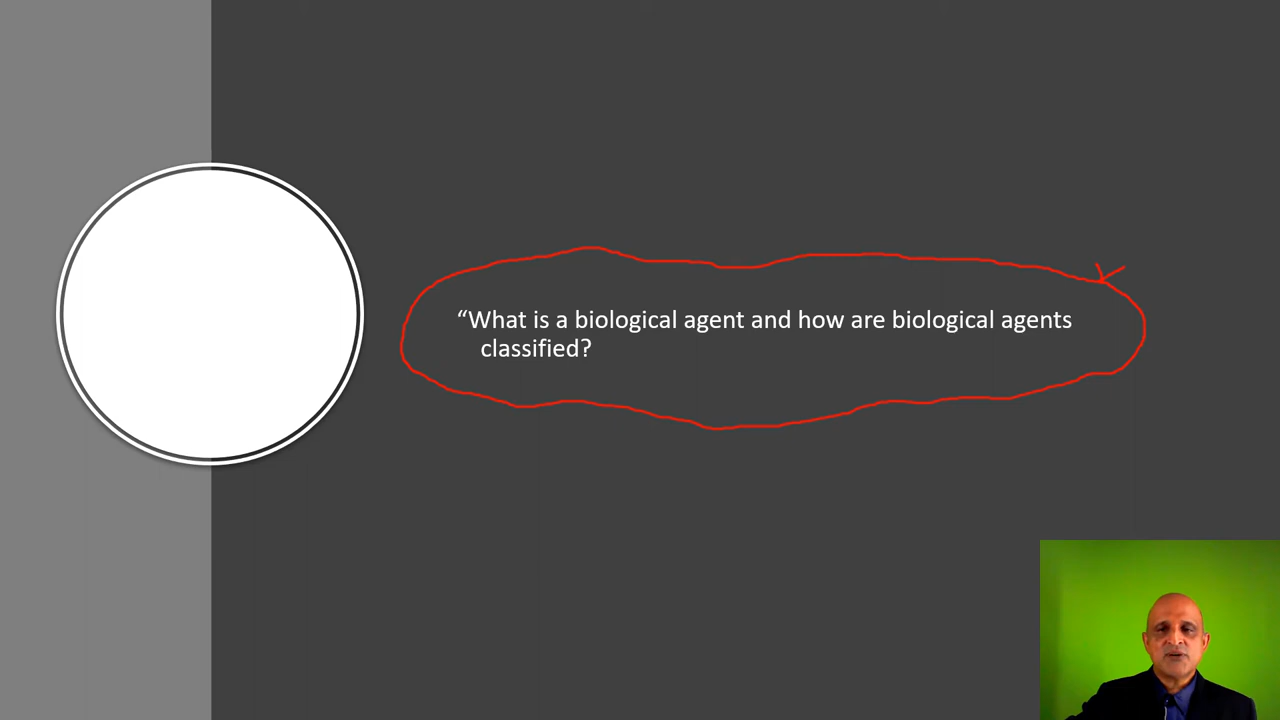 “What is a biological agent and how are biological agents
classified?